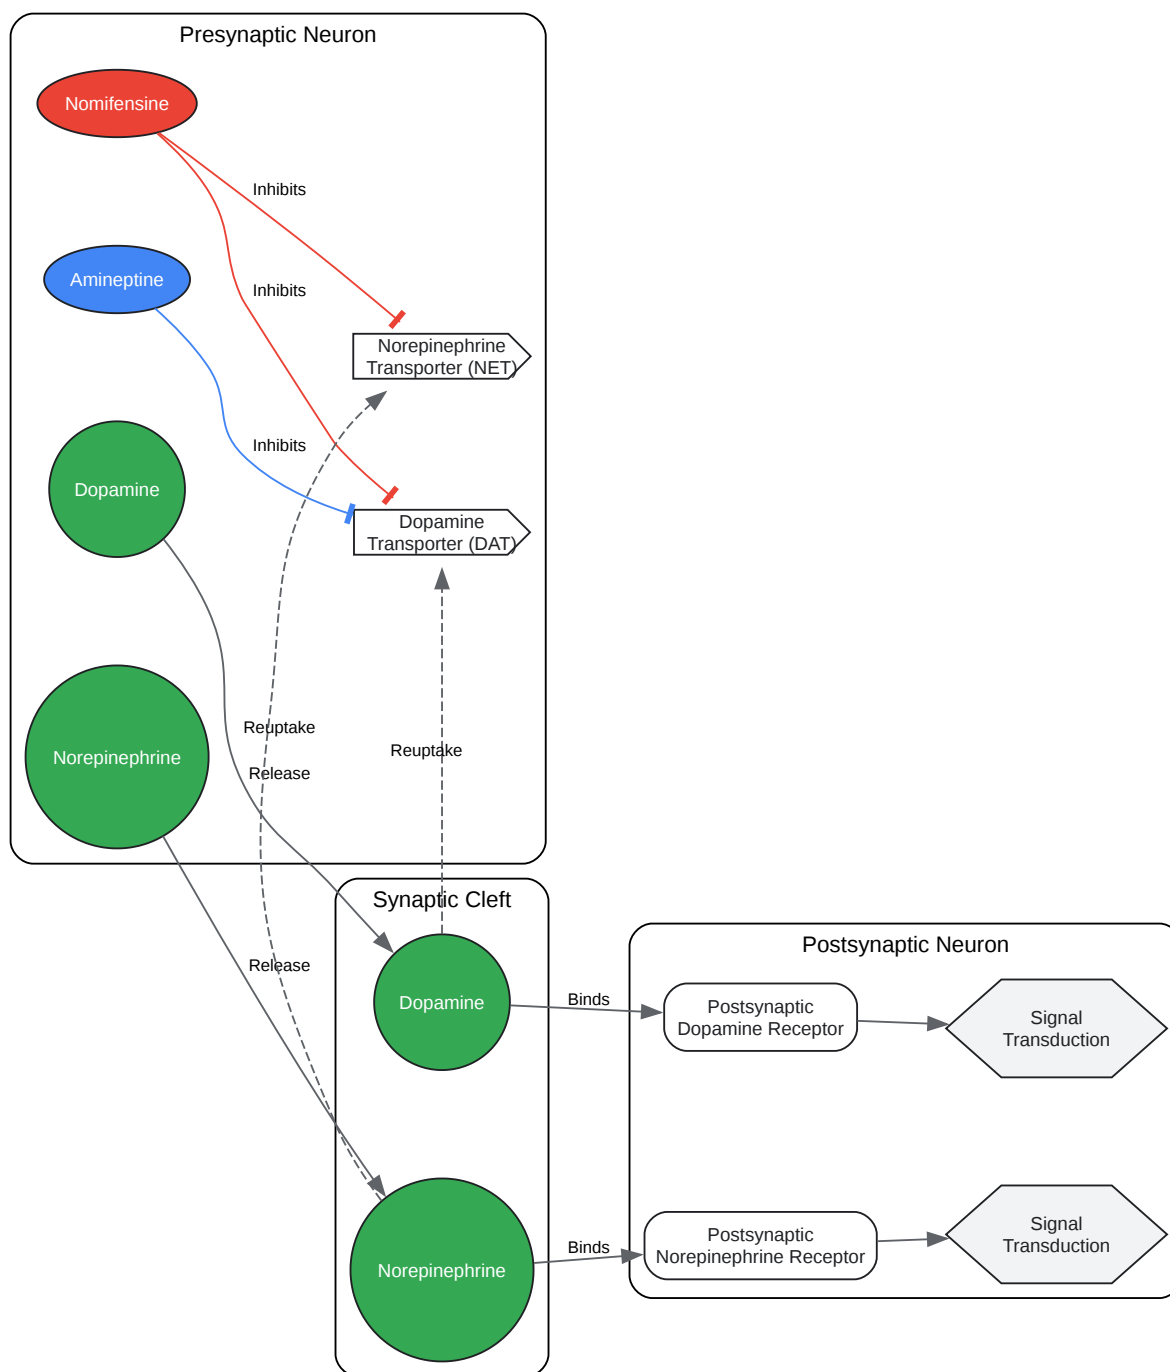 Presynaptic Neuron
Nomifensine
Inhibits
Amineptine
Inhibits
Norepinephrine
Transporter (NET)
Inhibits
Dopamine
Dopamine
Transporter (DAT)
Reuptake
Reuptake
Norepinephrine
Release
Synaptic Cleft
Release
Dopamine
Binds
Norepinephrine
Binds
Postsynaptic Neuron
Postsynaptic
Dopamine Receptor
Signal
Transduction
Postsynaptic
Norepinephrine Receptor
Signal
Transduction